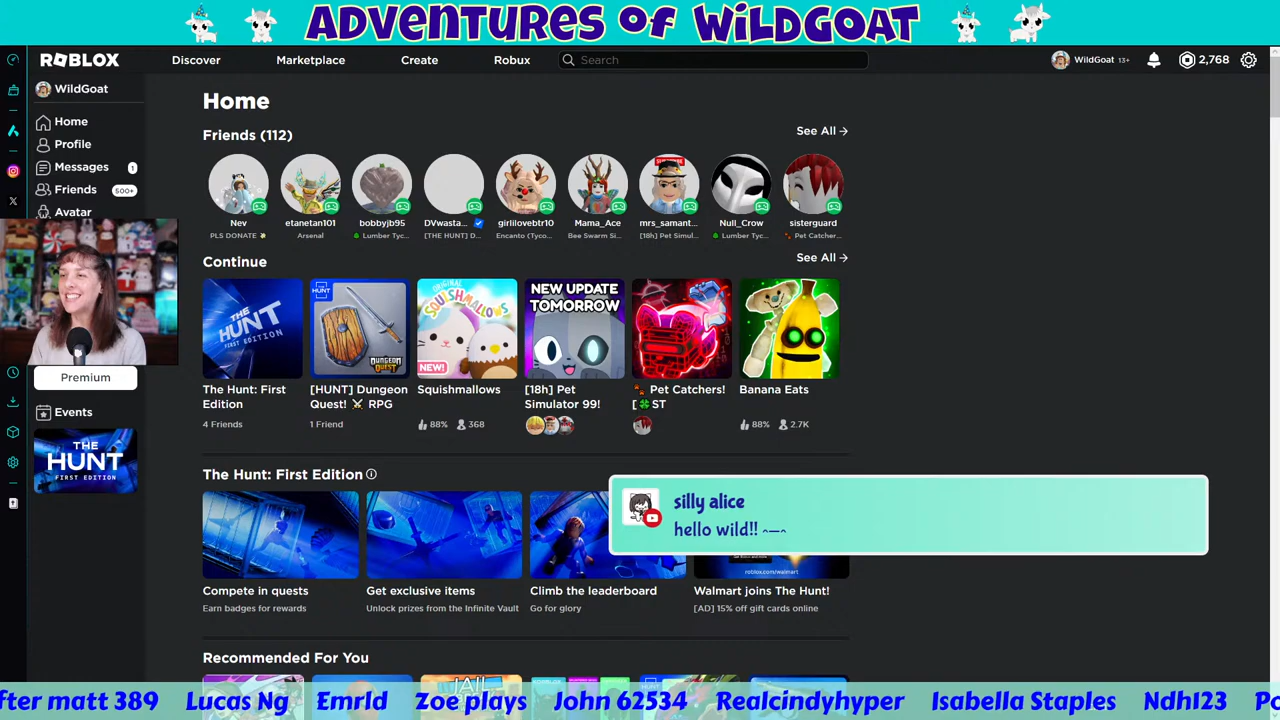 ADVENTURES OF WILDGOAT
ROBLOX
Discover
Marketplace
Create
Robux
Search
WildGoat 13+
2,768
WildGoat
Home
Profile
Messages 1
Friends 500+
Avatar
Premium
Events
THE
HUNT
FIRST EDITION
Home
Friends (112)
See All
Nev
PLS DONATE
etanetan101
Arsenal
bobbyjb95
Lumber Tyc...
DVwasta...
[THE HUNT] D...
girlilovebtr10
Encanto (Tyco...
Mama_Ace
Bee Swarm Si...
mrs_samant...
[18h] Pet Simul...
Null_Crow
Lumber Tyc...
sisterguard
Pet Catcher...
Continue
See All
THE
HUNT
FIRST EDITION
HUNT
DUNGEON
QUEST
ORIGINAL
SQUISHMALLOWS
NEW!
NEW UPDATE
TOMORROW
The Hunt: First
Edition
4 Friends
[HUNT] Dungeon
Quest! ⚔️ RPG
1 Friend
Squishmallows
88% 368
[18h] Pet
Simulator 99!
Pet Catchers!
[🍀ST
Banana Eats
88% 2.7K
The Hunt: First Edition
silly alice
hello wild!! ^—^
roblox.com/walmart
Compete in quests
Earn badges for rewards
Get exclusive items
Unlock prizes from the Infinite Vault
Climb the leaderboard
Go for glory
Walmart joins The Hunt!
[AD] 15% off gift cards online
Recommended For You
JAIL
HUNT
fter matt 389 Lucas Ng Emrld Zoe plays John 62534 Realcindyhyper Isabella Staples Ndh123 Po